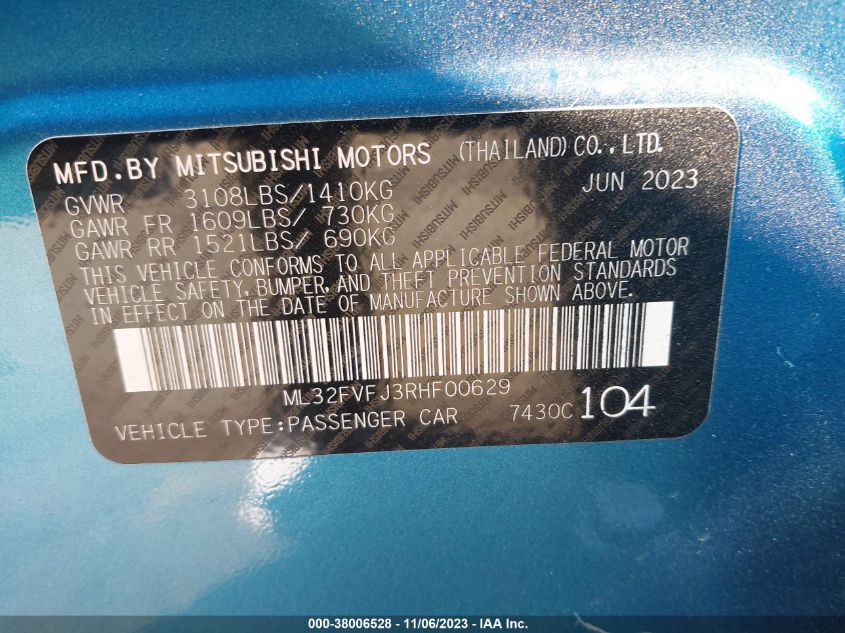 MFD.BY MITSUBISHI MOTORS (THAILAND) CO.,LTD.
GVWR 3108LBS/1410KG JUN 2023
GAWR FR 1609LBS/ 730KG
GAWR RR 1521LBS/ 690KG
THIS VEHICLE CONFORMS TO ALL APPLICABLE FEDERAL MOTOR
VEHICLE SAFETY, BUMPER, AND THEFT PREVENTION STANDARDS
IN EFFECT ON THE DATE OF MANUFACTURE SHOWN ABOVE.
ML32FVFJ3RHF00629
VEHICLE TYPE:PASSENGER CAR 7430C 104
000-38006528 - 11/06/2023 - IAA Inc.